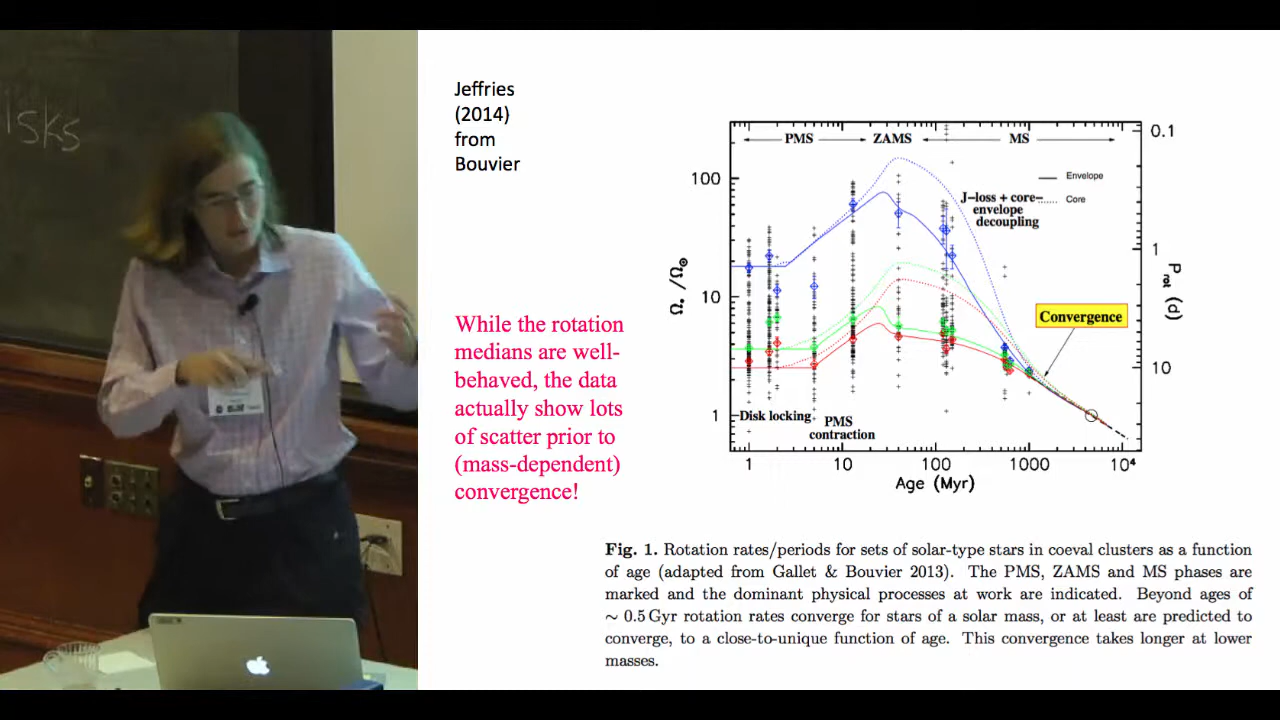 isks
Jeffries
(2014)
from
Bouvier
While the rotation
medians are well-
behaved, the data
actually show lots
of scatter prior to
(mass-dependent)
convergence!
PMS
ZAMS
MS
0.1
100
Envelope
Core
J-loss + core-
envelope
decoupling
1
Ω* /Ω⊙
P rot (d)
10
Convergence
10
1
Disk locking
PMS
contraction
1
10
100
1000
10⁴
Age (Myr)
Fig. 1. Rotation rates/periods for sets of solar-type stars in coeval clusters as a function
of age (adapted from Gallet & Bouvier 2013). The PMS, ZAMS and MS phases are
marked and the dominant physical processes at work are indicated. Beyond ages of
~ 0.5 Gyr rotation rates converge for stars of a solar mass, or at least are predicted to
converge, to a close-to-unique function of age. This convergence takes longer at lower
masses.